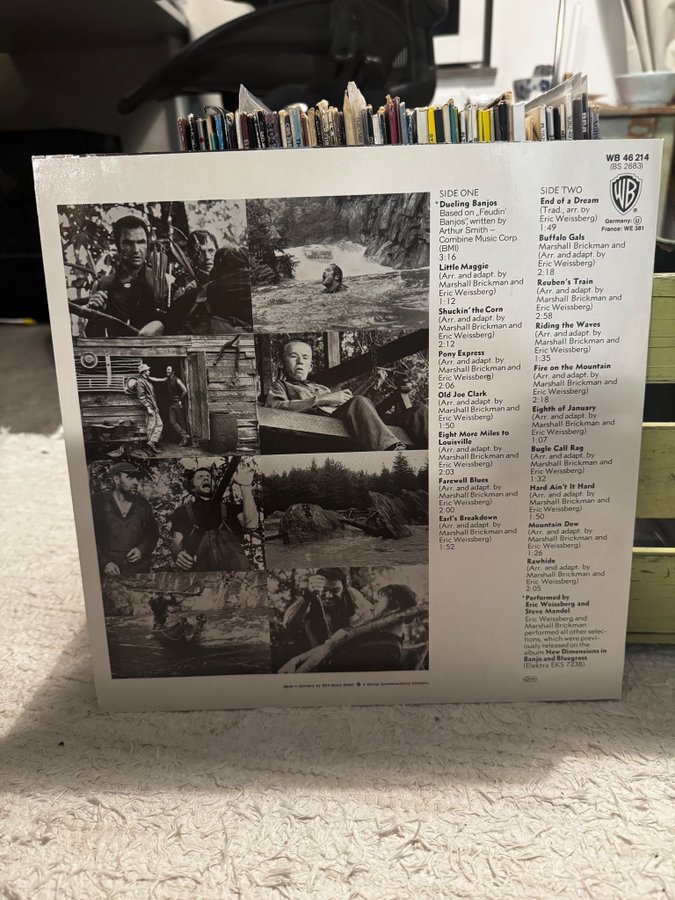 SIDE ONE
*Dueling Banjos
Based on „Feudin'
Banjos", written by
Arthur Smith –
Combine Music Corp.
(BMI)
3:16
Little Maggie
(Arr. and adapt. by
Marshall Brickman and
Eric Weissberg)
1:12
Shuckin' the Corn
(Arr. and adapt. by
Marshall Brickman and
Eric Weissberg)
2:12
Pony Express
(Arr. and adapt. by
Marshall Brickman and
Eric Weissberg)
2:06
Old Joe Clark
(Arr. and adapt. by
Marshall Brickman and
Eric Weissberg)
1:50
Eight More Miles to
Louisville
(Arr. and adapt. by
Marshall Brickman and
Eric Weissberg)
2:03
Farewell Blues
(Arr. and adapt. by
Marshall Brickman and
Eric Weissberg)
2:00
Earl's Breakdown
(Arr. and adapt. by
Marshall Brickman and
Eric Weissberg)
1:52
SIDE TWO
End of a Dream
(Trad., arr. by
Eric Weissberg)
1:49
Buffalo Gals
Marshall Brickman and
(Arr. and adapt. by
Eric Weissberg)
2:18
Reuben's Train
(Arr. and adapt. by
Marshall Brickman and
Eric Weissberg)
2:58
Riding the Waves
(Arr. and adapt. by
Marshall Brickman and
Eric Weissberg)
1:35
Fire on the Mountain
(Arr. and adapt. by
Marshall Brickman and
Eric Weissberg)
2:18
Eighth of January
(Arr. and adapt. by
Marshall Brickman and
Eric Weissberg)
1:07
Bugle Call Rag
(Arr. and adapt. by
Marshall Brickman and
Eric Weissberg)
1:32
Hard Ain't It Hard
(Arr. and adapt. by
Marshall Brickman and
Eric Weissberg)
1:50
Mountain Dew
(Arr. and adapt. by
Marshall Brickman and
Eric Weissberg)
1:26
Rawhide
(Arr. and adapt. by
Marshall Brickman and
Eric Weissberg)
2:05
*Performed by
Eric Weissberg and
Steve Mandel
Eric Weissberg and
Marshall Brickman
performed all other selec-
tions, which were previ-
ously released on the
album New Dimensions in
Banjo and Bluegrass
(Elektra EKS 7238).
WB 46 214
(BS 2683)
WB
Germany: U
France: WE 381
Made in Germany by WEA Musik GmbH A Warner Communications Company